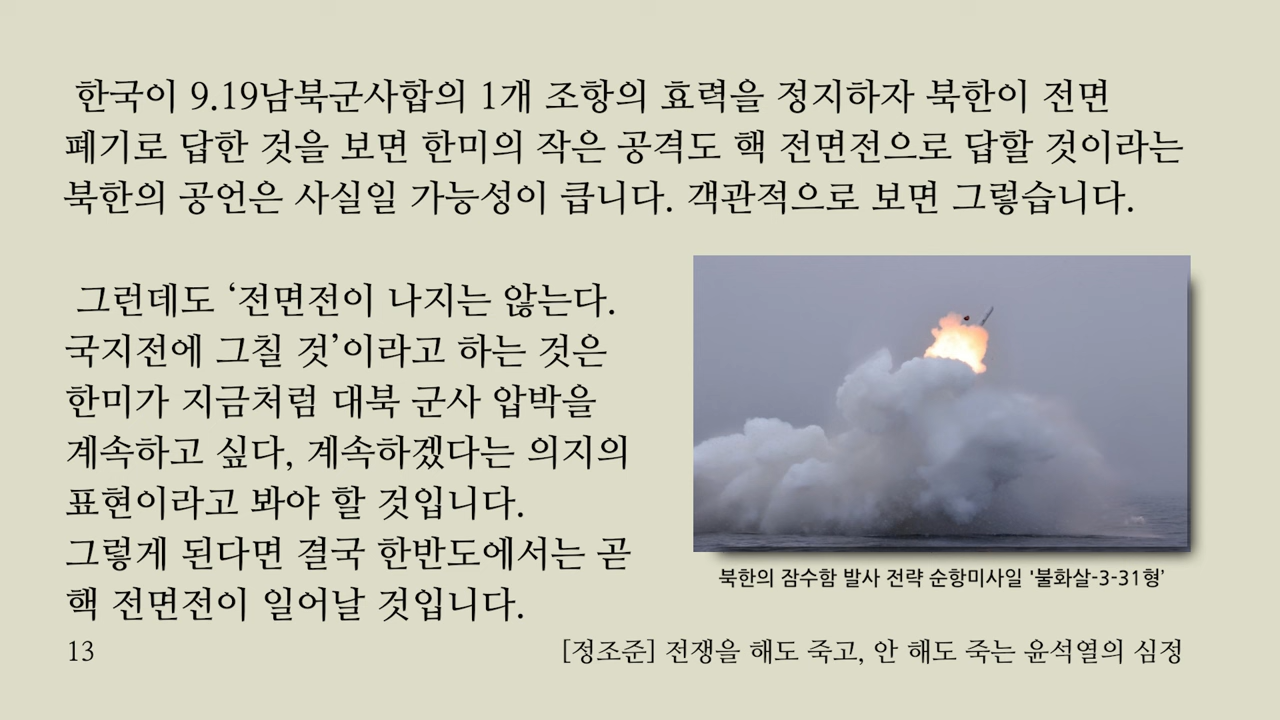 한국이 9.19남북군사합의 1개 조항의 효력을 정지하자 북한이 전면
폐기로 답한 것을 보면 한미의 작은 공격도 핵 전면전으로 답할 것이라는
북한의 공언은 사실일 가능성이 큽니다. 객관적으로 보면 그렇습니다.
그런데도 ‘전면전이 나지는 않는다.
국지전에 그칠 것’이라고 하는 것은
한미가 지금처럼 대북 군사 압박을
계속하고 싶다, 계속하겠다는 의지의
표현이라고 봐야 할 것입니다.
그렇게 된다면 결국 한반도에서는 곧
핵 전면전이 일어날 것입니다.
북한의 잠수함 발사 전략 순항미사일 '불화살-3-31형’
13
[정조준] 전쟁을 해도 죽고, 안 해도 죽는 윤석열의 심정